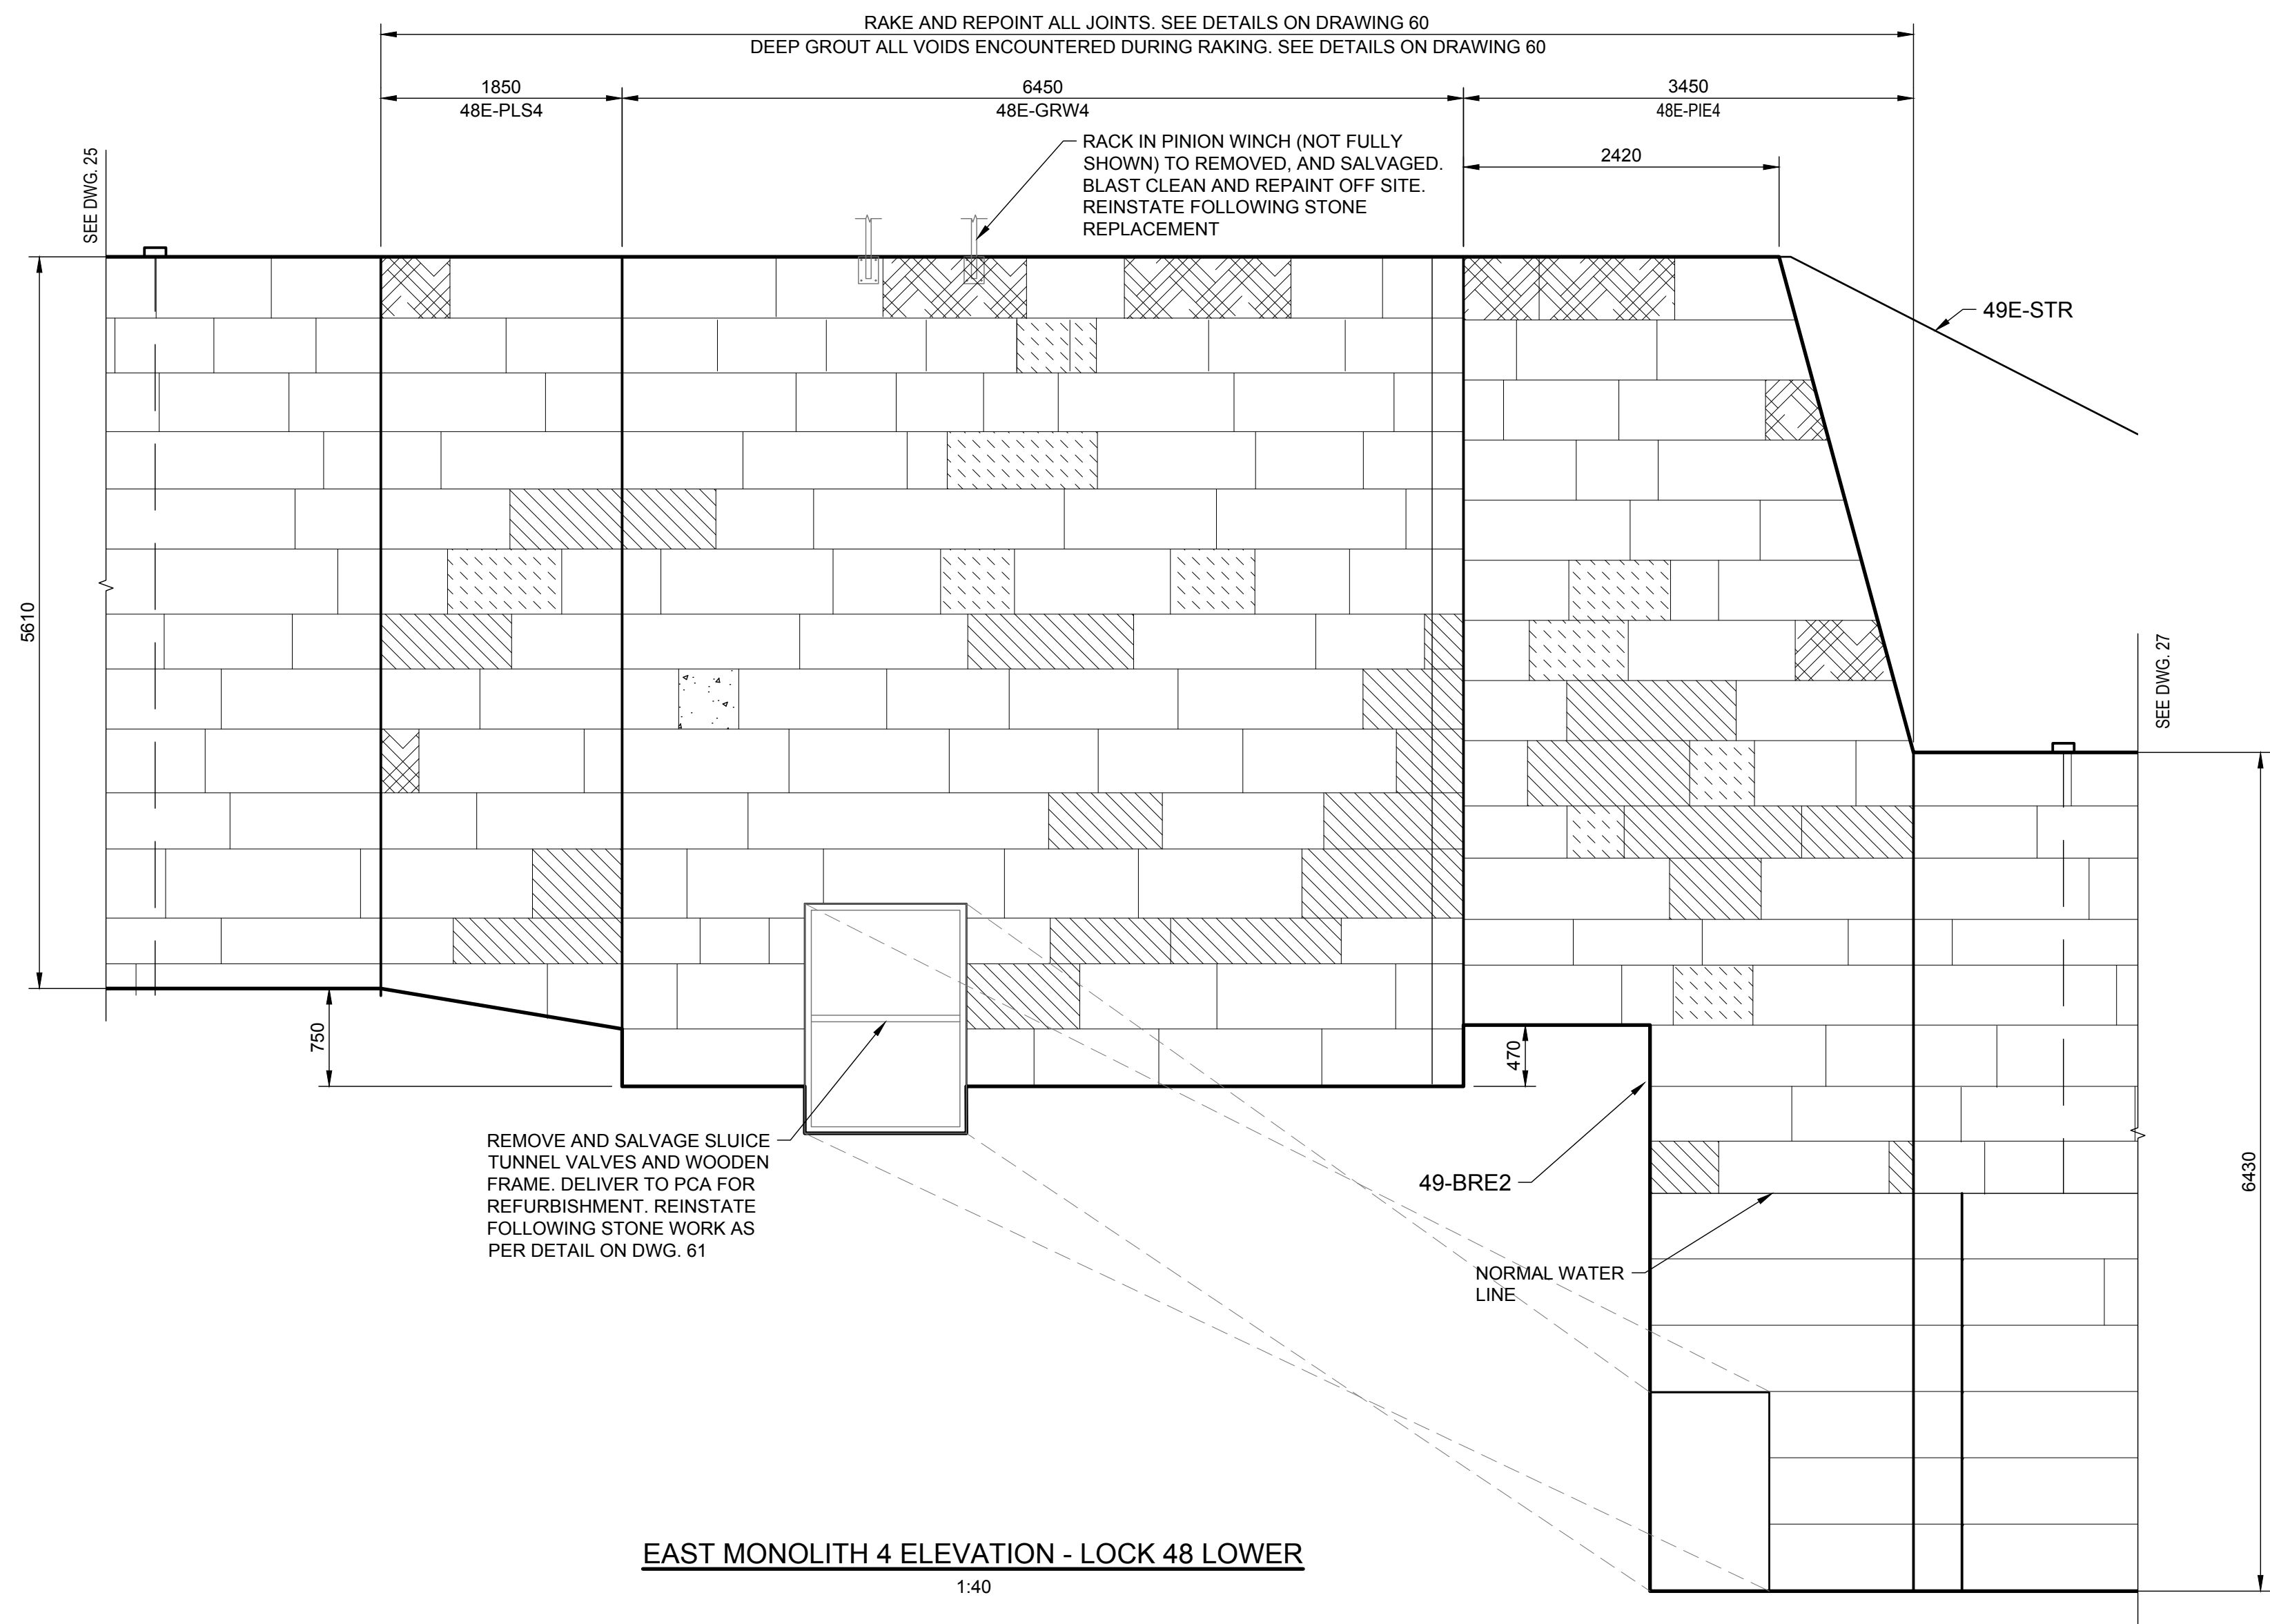 RAKE AND REPOINT ALL JOINTS. SEE DETAILS ON DRAWING 60
DEEP GROUT ALL VOIDS ENCOUNTERED DURING RAKING. SEE DETAILS ON DRAWING 60
1850
6450
3450
48E-PLS4
48E-GRW4
48E-PIE4
RACK IN PINION WINCH (NOT FULLY
SHOWN) TO REMOVED, AND SALVAGED.
BLAST CLEAN AND REPAINT OFF SITE.
REINSTATE FOLLOWING STONE
REPLACEMENT
2420
SEE DWG. 25
49E-STR
5610
SEE DWG. 27
750
470
REMOVE AND SALVAGE SLUICE
TUNNEL VALVES AND WOODEN
FRAME. DELIVER TO PCA FOR
REFURBISHMENT. REINSTATE
FOLLOWING STONE WORK AS
PER DETAIL ON DWG. 61
49-BRE2
6430
NORMAL WATER
LINE
EAST MONOLITH 4 ELEVATION - LOCK 48 LOWER
1:40